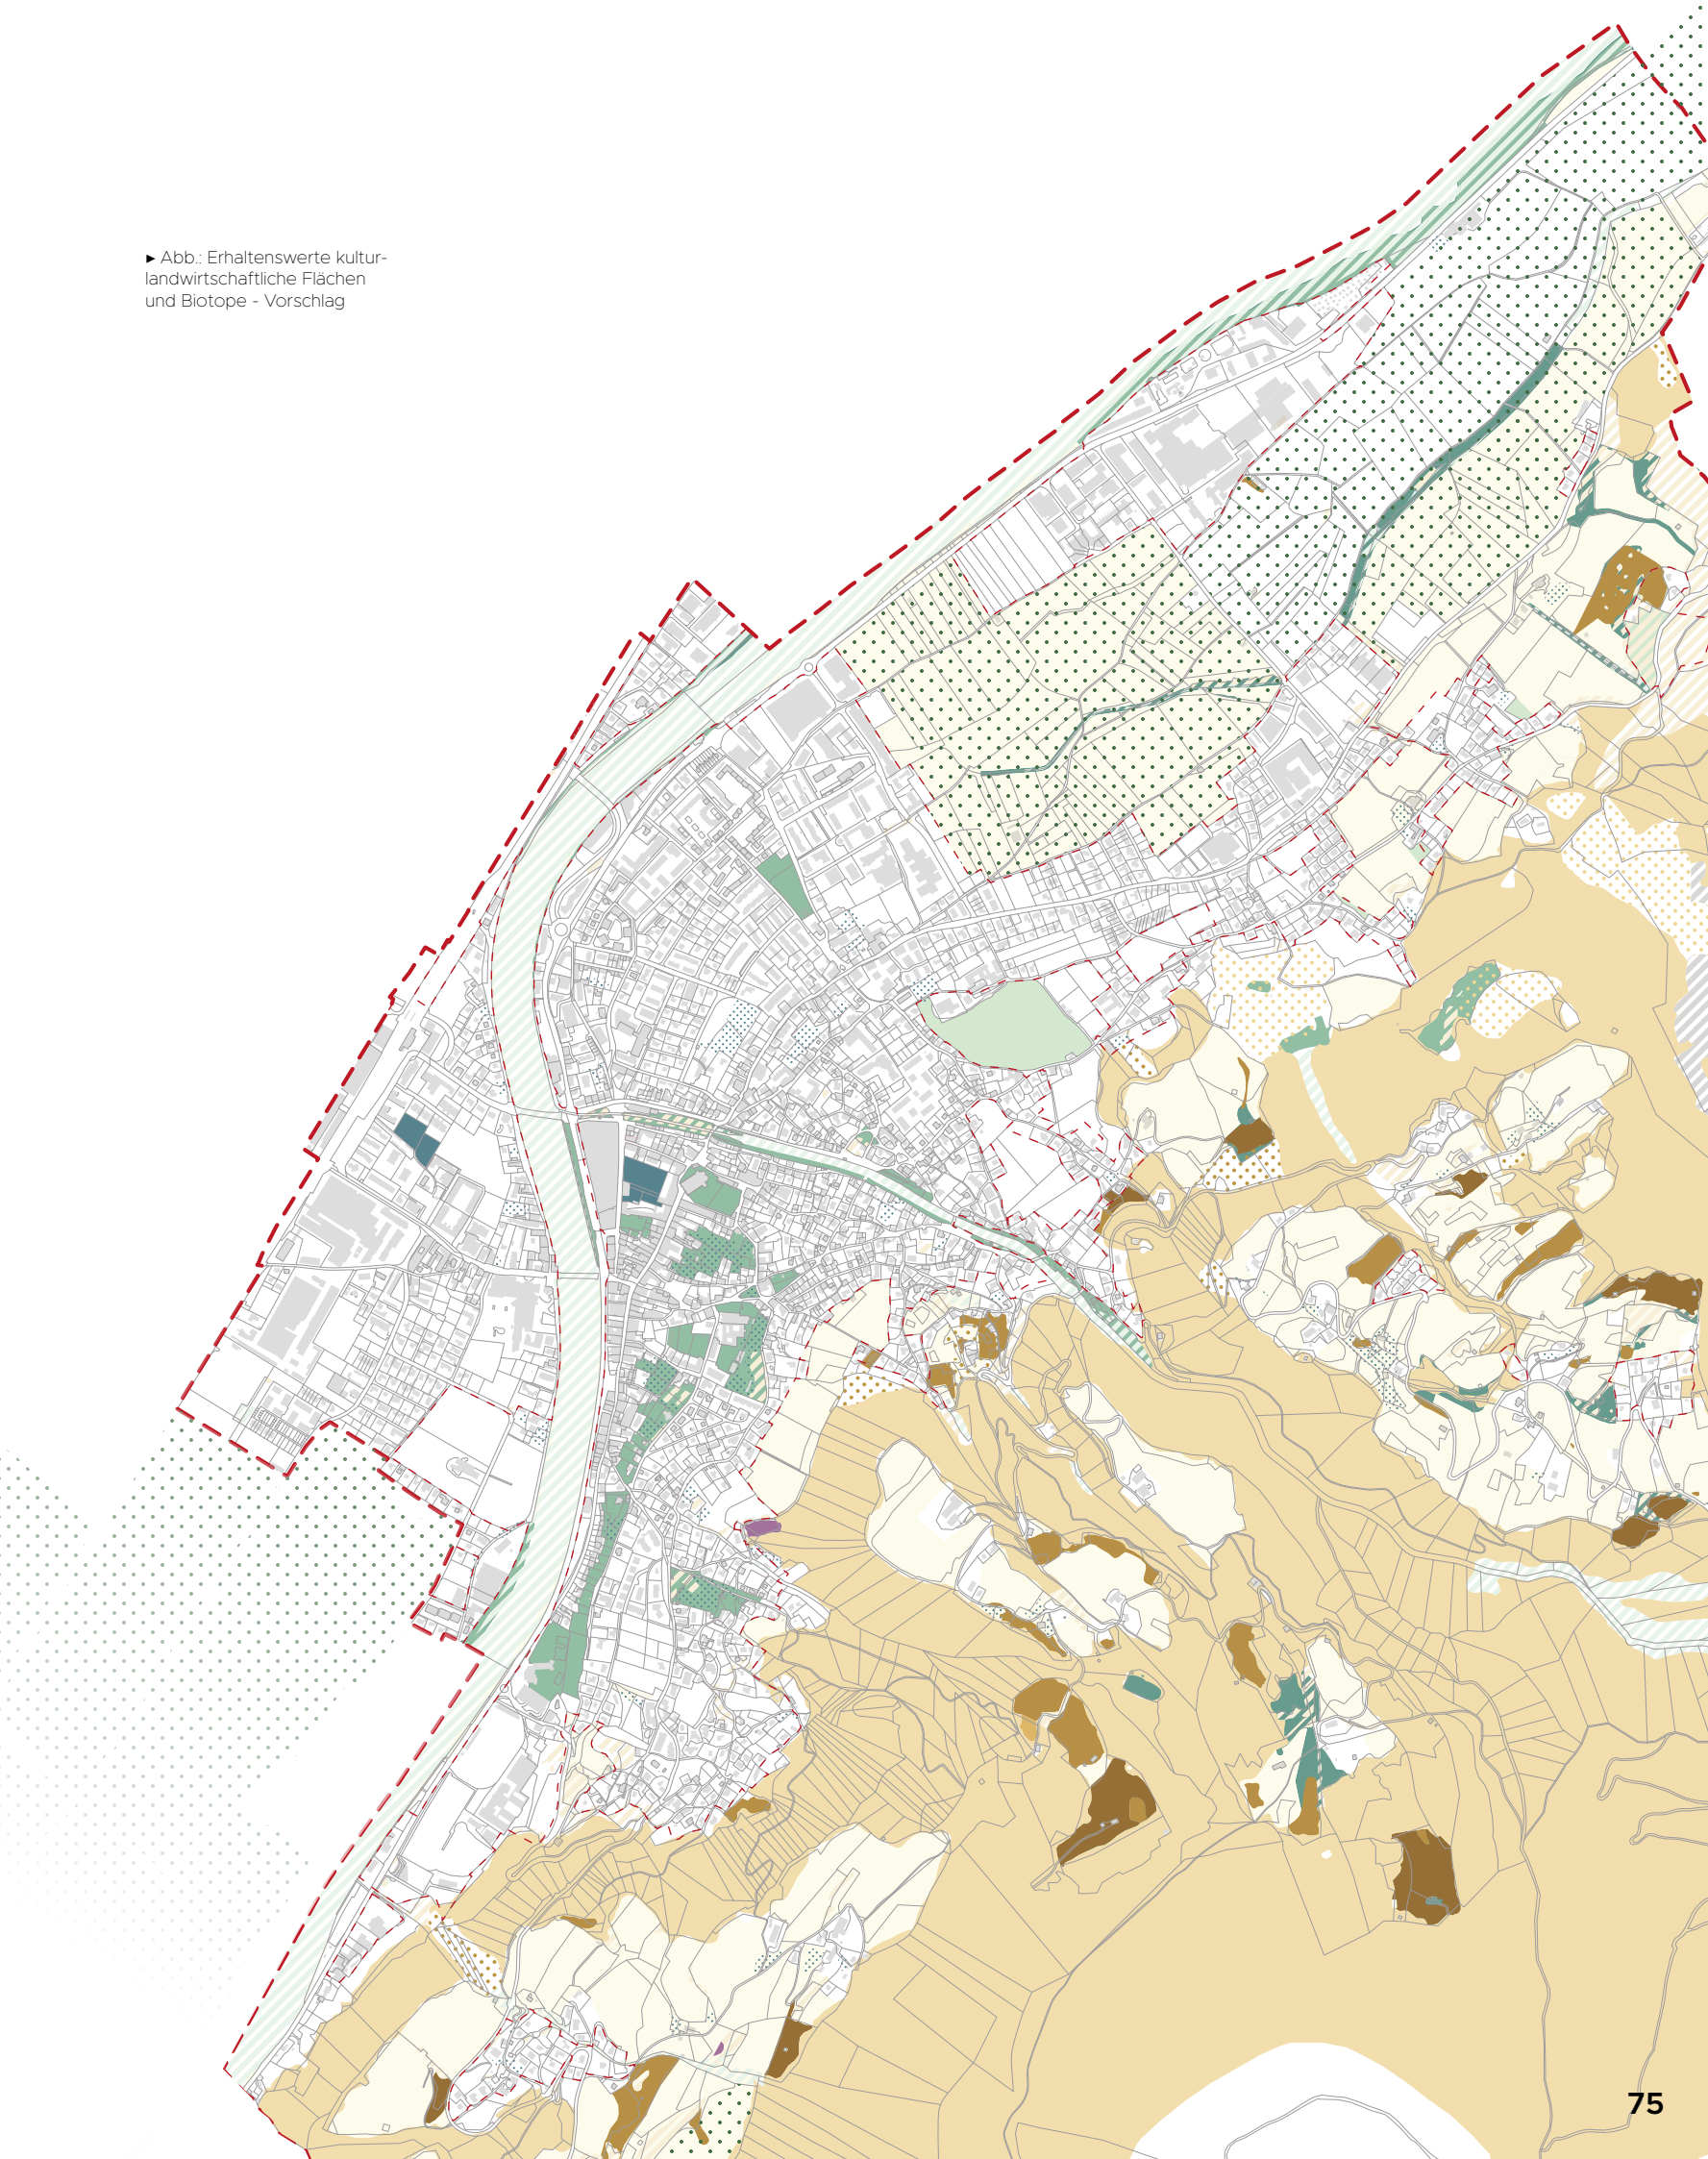 ▸ Abb.: Erhaltenswerte kultur-
landwirtschaftliche Flächen
und Biotope - Vorschlag
75